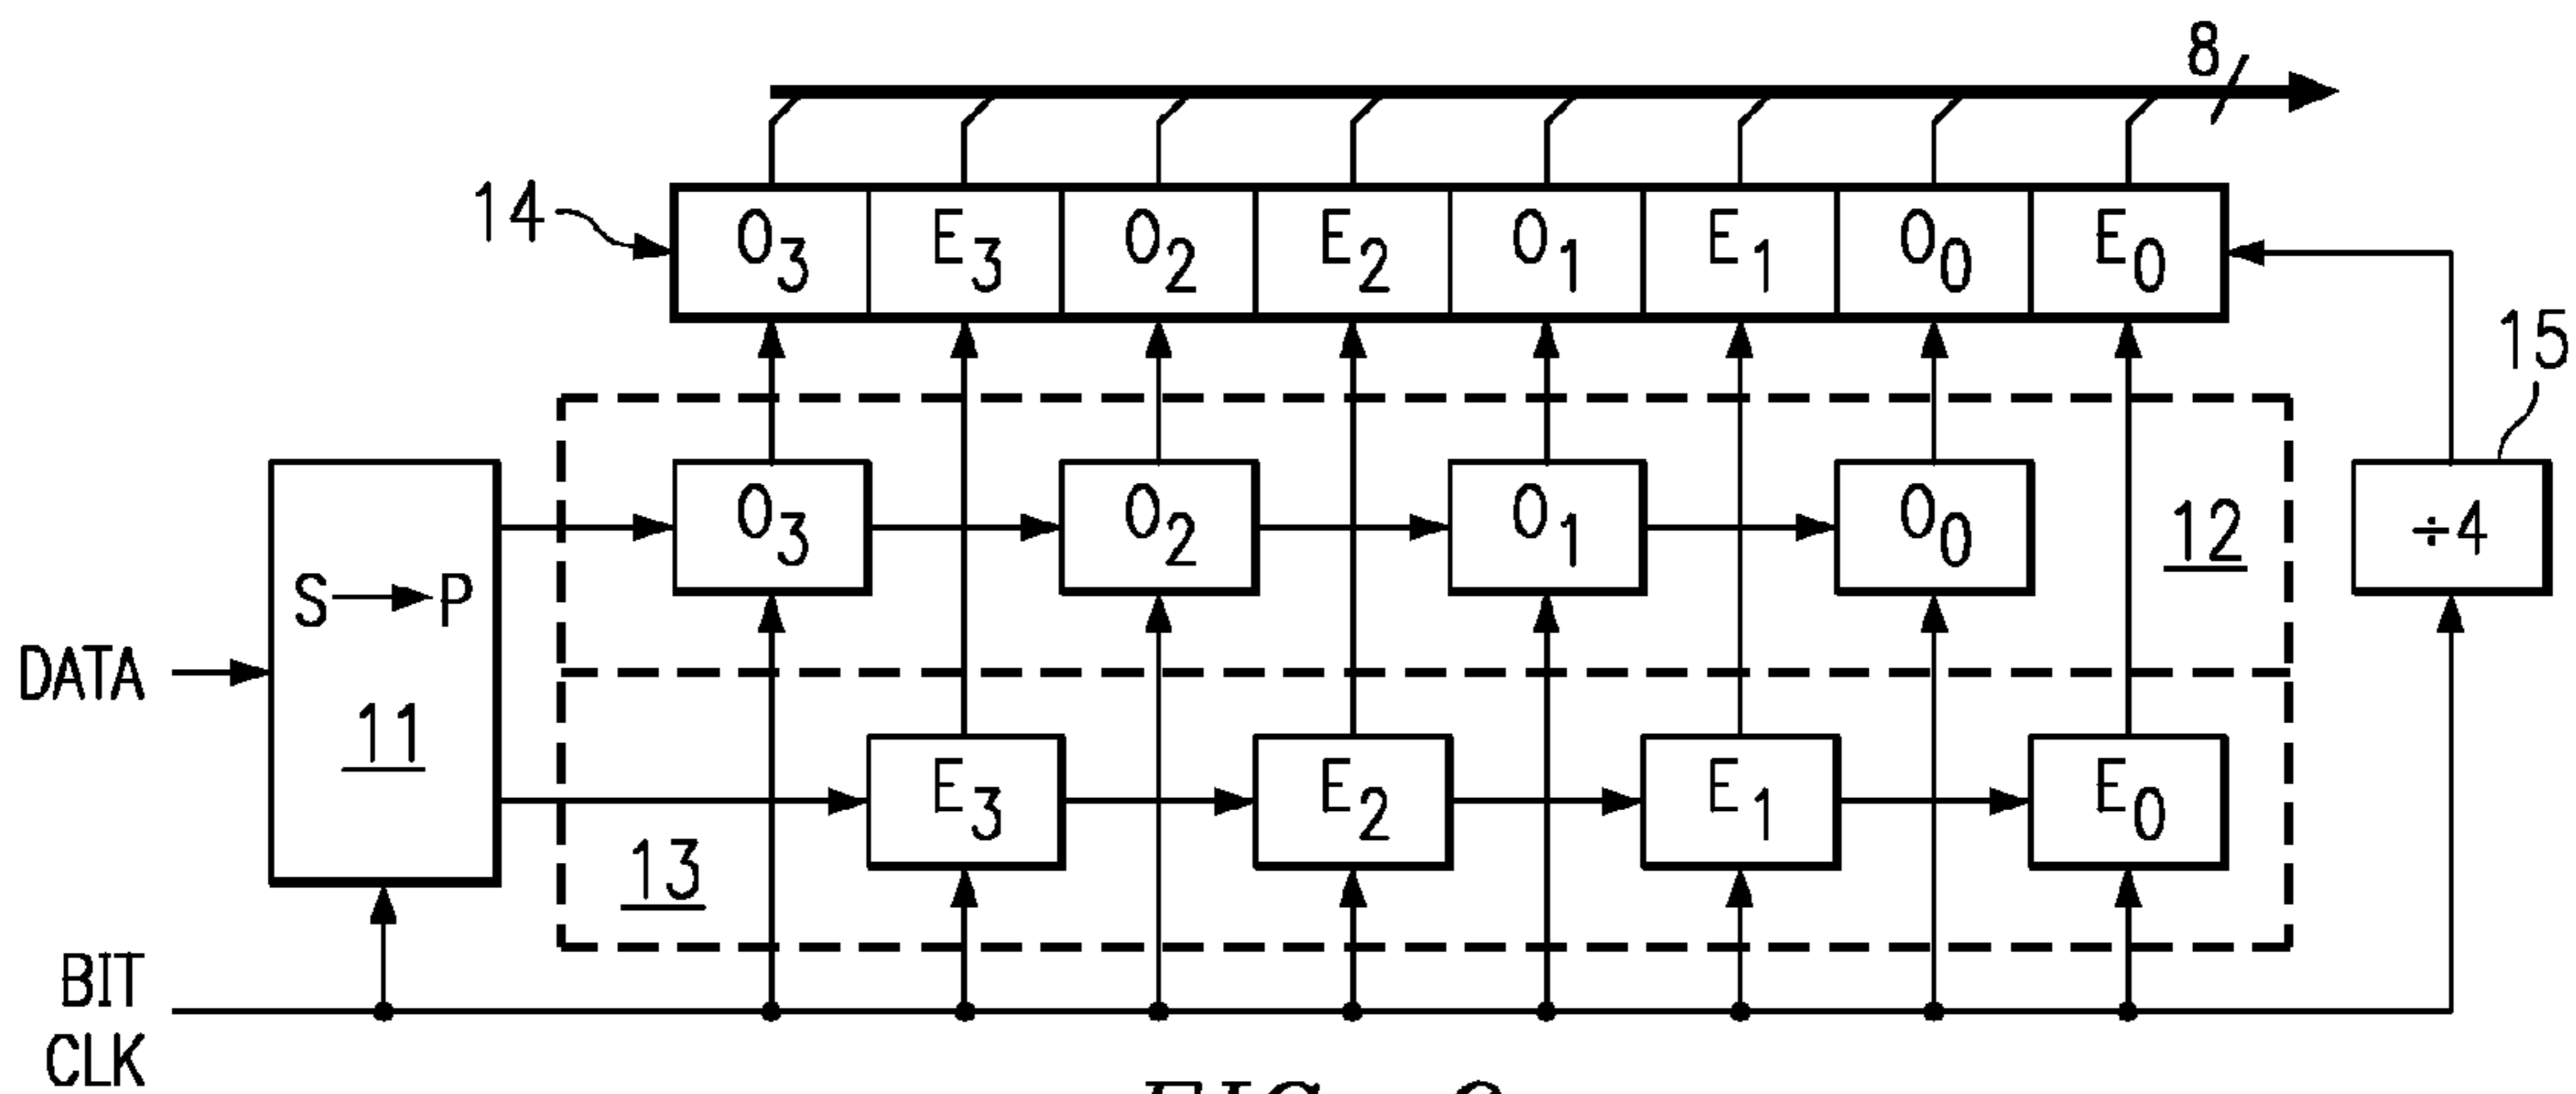 8
14
O3 E3 O2 E2 O1 E1 O0 E0
15
O3 O2 O1 O0
12
÷4
S P
11
DATA
E3 E2 E1 E0
13
BIT
CLK